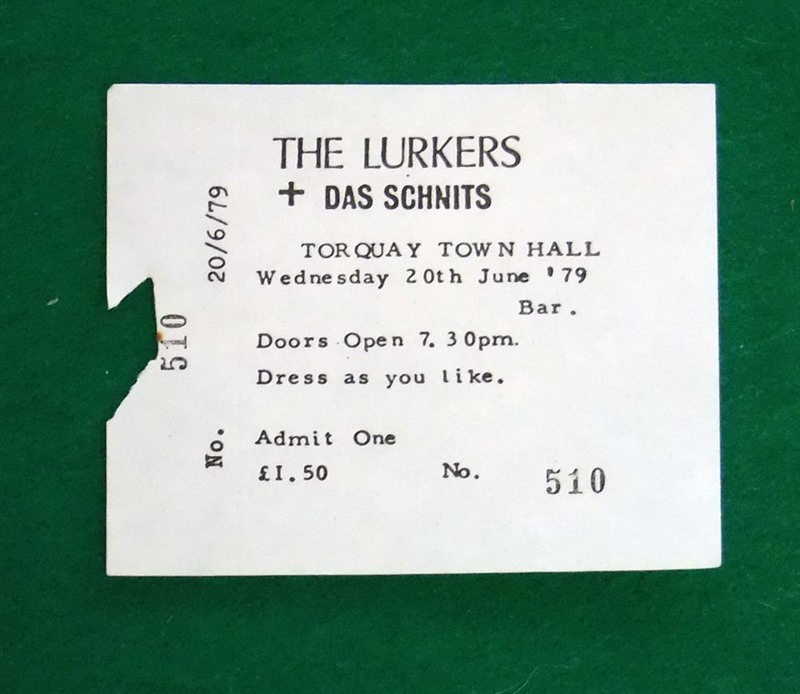 THE LURKERS
+ DAS SCHNITS
TORQUAY TOWN HALL
Wednesday 20th June '79
Bar.
Doors Open 7.30pm.
Dress as you like.
Admit One
£1.50 No. 510
No. 510 20/6/79